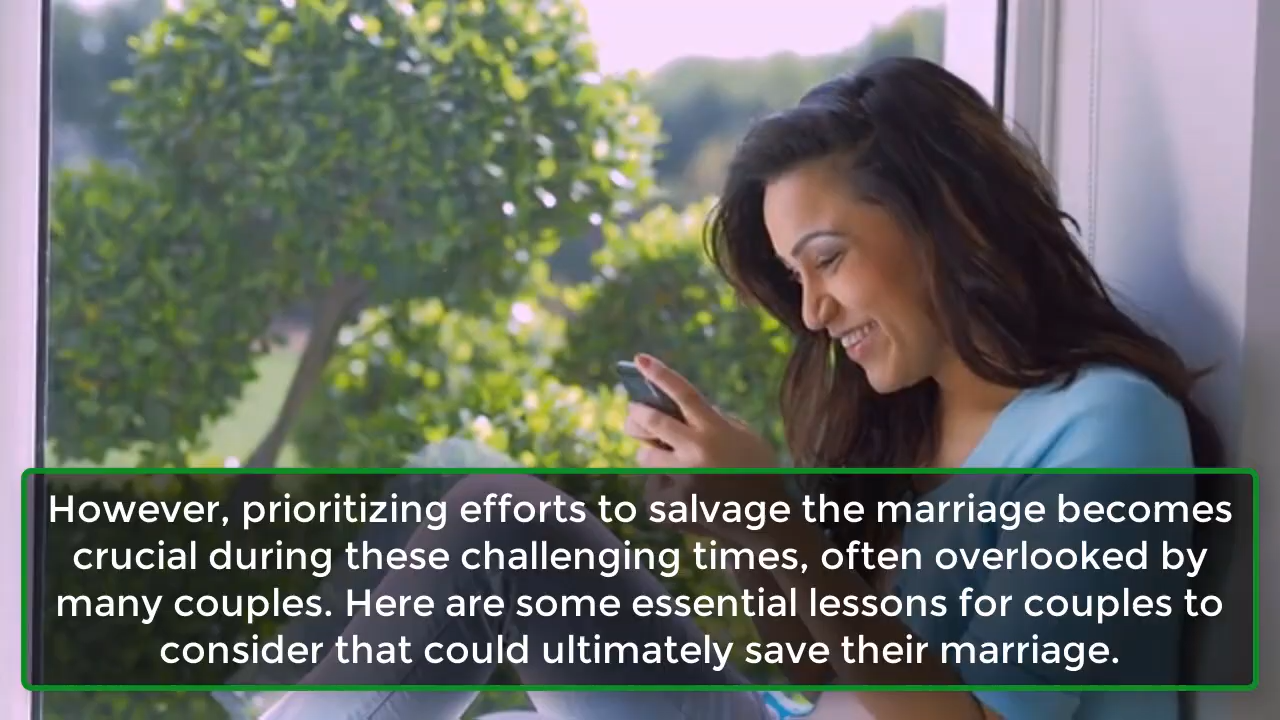 However, prioritizing efforts to salvage the marriage becomes
crucial during these challenging times, often overlooked by
many couples. Here are some essential lessons for couples to
consider that could ultimately save their marriage.